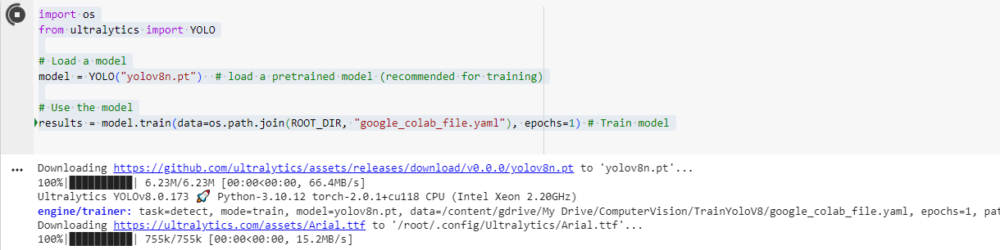 import os
from ultralytics import YOLO
# Load a model
model = YOLO("yolov8n.pt")  # load a pretrained model (recommended for training)
# Use the model
results = model.train(data=os.path.join(ROOT_DIR, "google_colab_file.yaml"), epochs=1) # Train model
Downloading https://github.com/ultralytics/assets/releases/download/v0.0.0/yolov8n.pt to 'yolov8n.pt'...
100%|██████████| 6.23M/6.23M [00:00<00:00, 66.4MB/s]
Ultralytics YOLOv8.0.173 🚀 Python-3.10.12 torch-2.0.1+cu118 CPU (Intel Xeon 2.20GHz)
engine/trainer: task=detect, mode=train, model=yolov8n.pt, data=/content/gdrive/My Drive/ComputerVision/TrainYoloV8/google_colab_file.yaml, epochs=1, pat
Downloading https://ultralytics.com/assets/Arial.ttf to '/root/.config/Ultralytics/Arial.ttf'...
100%|██████████| 755k/755k [00:00<00:00, 15.2MB/s]